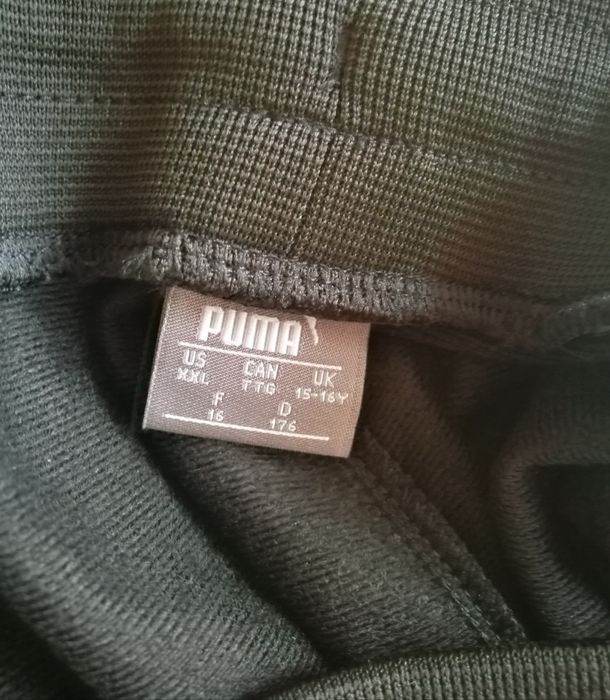 PUMA
US CAN UK
XXL TTG 15-16Y
F D
16 176